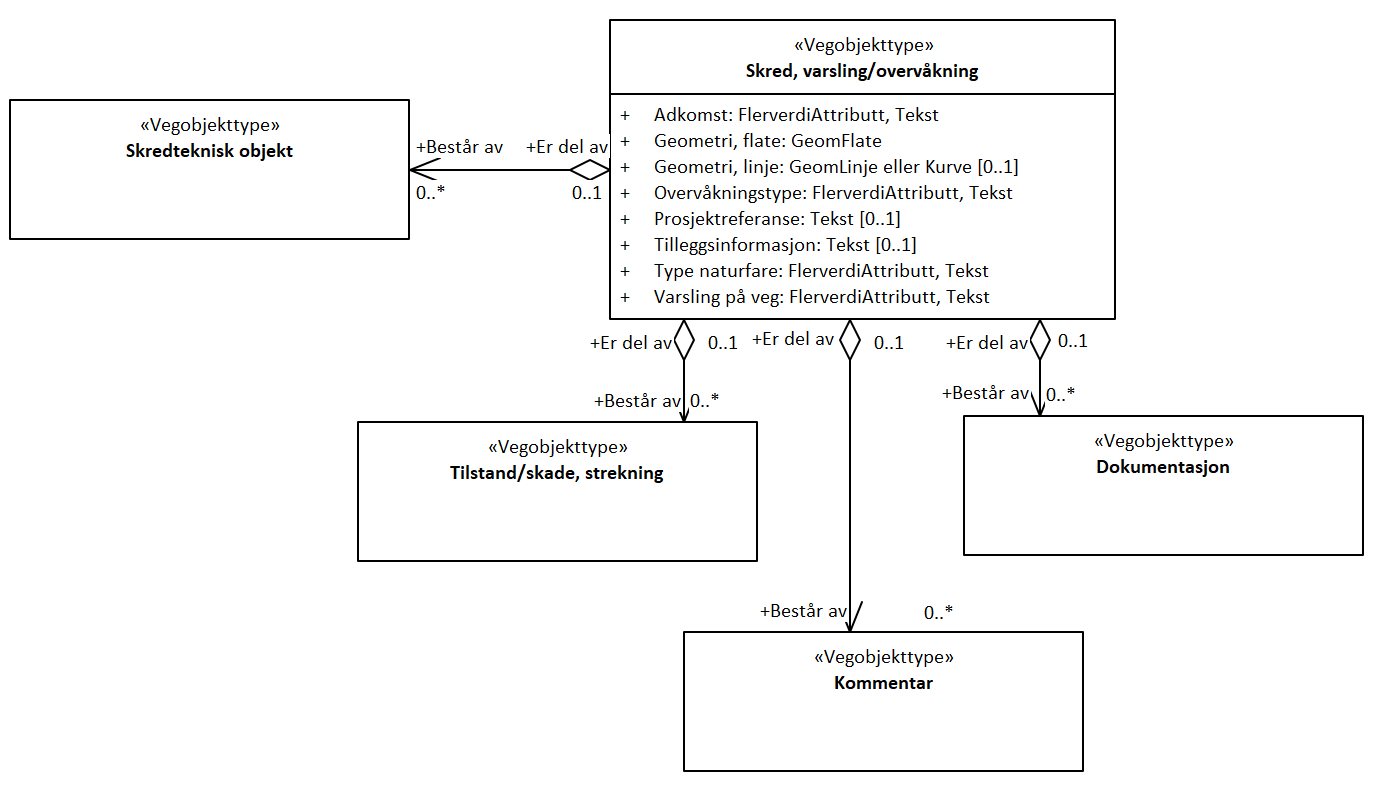 «Vegobjekttype»
Skred, varsling/overvåkning
+ Adkomst: FlerverdiAttributt, Tekst
+ Geometri, flate: GeomFlate
+ Geometri, linje: GeomLinje eller Kurve [0..1]
+ Overvåkningstype: FlerverdiAttributt, Tekst
+ Prosjektreferanse: Tekst [0..1]
+ Tilleggsinformasjon: Tekst [0..1]
+ Type naturfare: FlerverdiAttributt, Tekst
+ Varsling på veg: FlerverdiAttributt, Tekst
«Vegobjekttype»
Skredteknisk objekt
+Består av +Er del av
0..* 0..1
+Er del av 0..1 +Er del av 0..1 +Er del av 0..1
+Består av 0..* +Består av 0..*
«Vegobjekttype»
Tilstand/skade, strekning
«Vegobjekttype»
Dokumentasjon
+Består av 0..*
«Vegobjekttype»
Kommentar